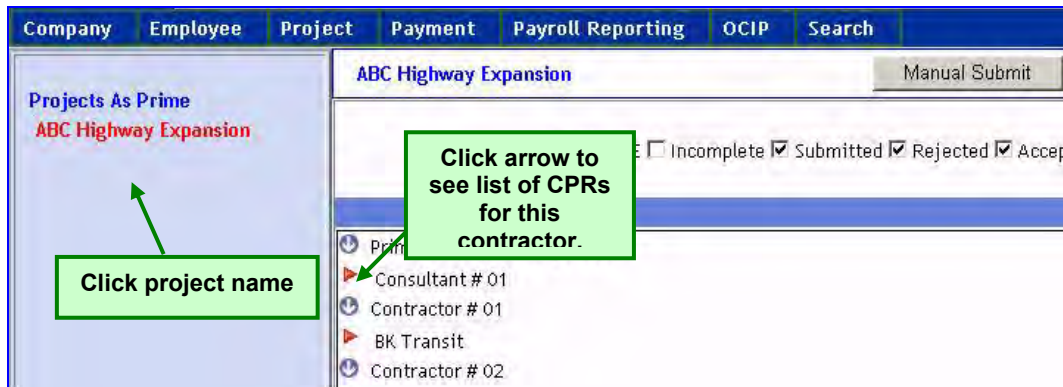 Company Employee Project Payment Payroll Reporting OCIP Search
ABC Highway Expansion Manual Submit
Projects As Prime
ABC Highway Expansion
Incomplete Submitted Rejected
Click arrow to
see list of CPRs
for this
contractor.
Click project name
Consultant # 01
Contractor # 01
BK Transit
Contractor # 02